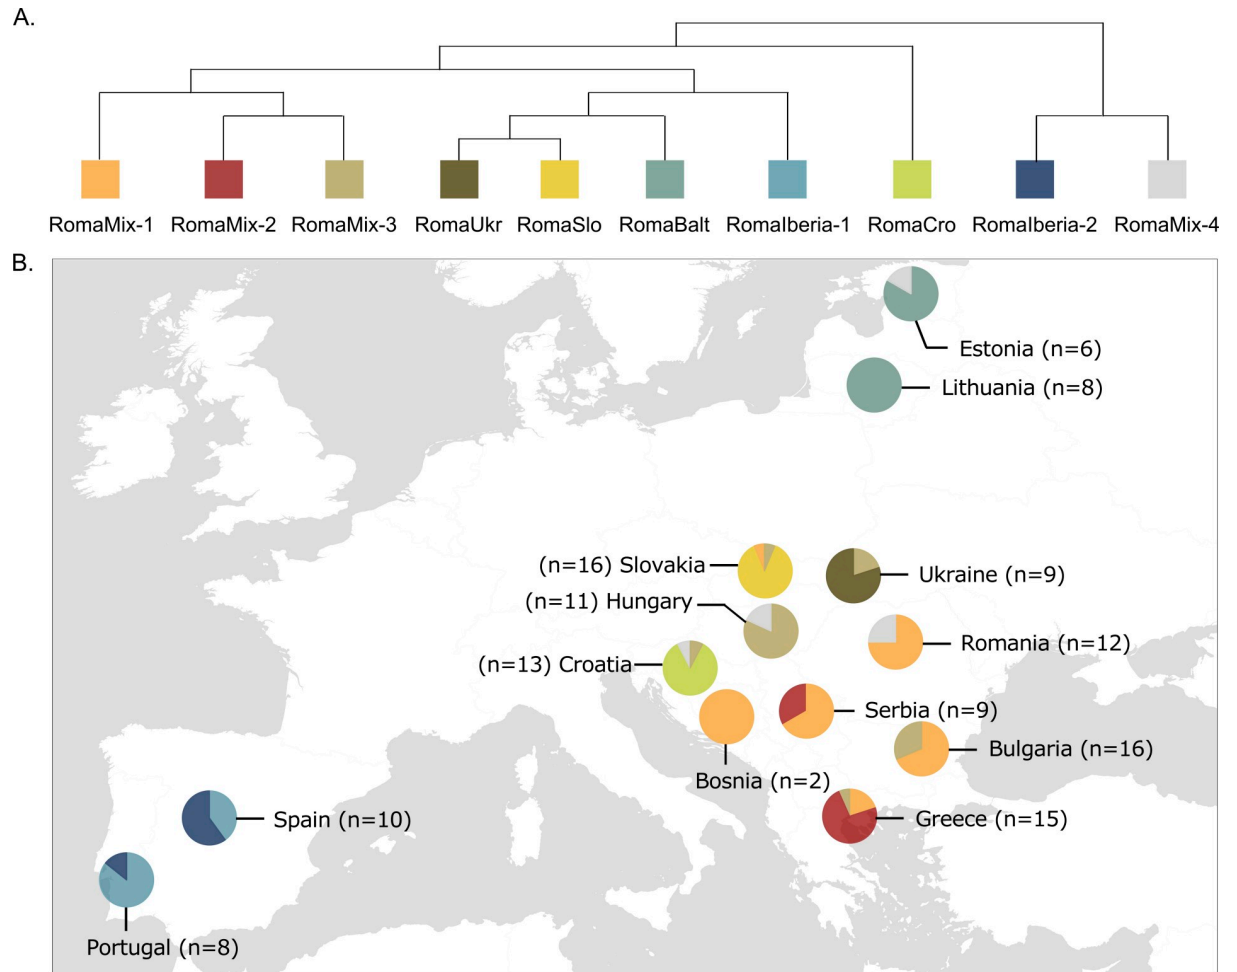 A.
RomaMix-1 RomaMix-2 RomaMix-3 RomaUkr RomaSlo RomaBalt RomaIberia-1 RomaCro RomaIberia-2 RomaMix-4
B.
Estonia (n=6)
Lithuania (n=8)
(n=16) Slovakia
Ukraine (n=9)
(n=11) Hungary
Romania (n=12)
(n=13) Croatia
Serbia (n=9)
Bulgaria (n=16)
Bosnia (n=2)
Spain (n=10)
Greece (n=15)
Portugal (n=8)